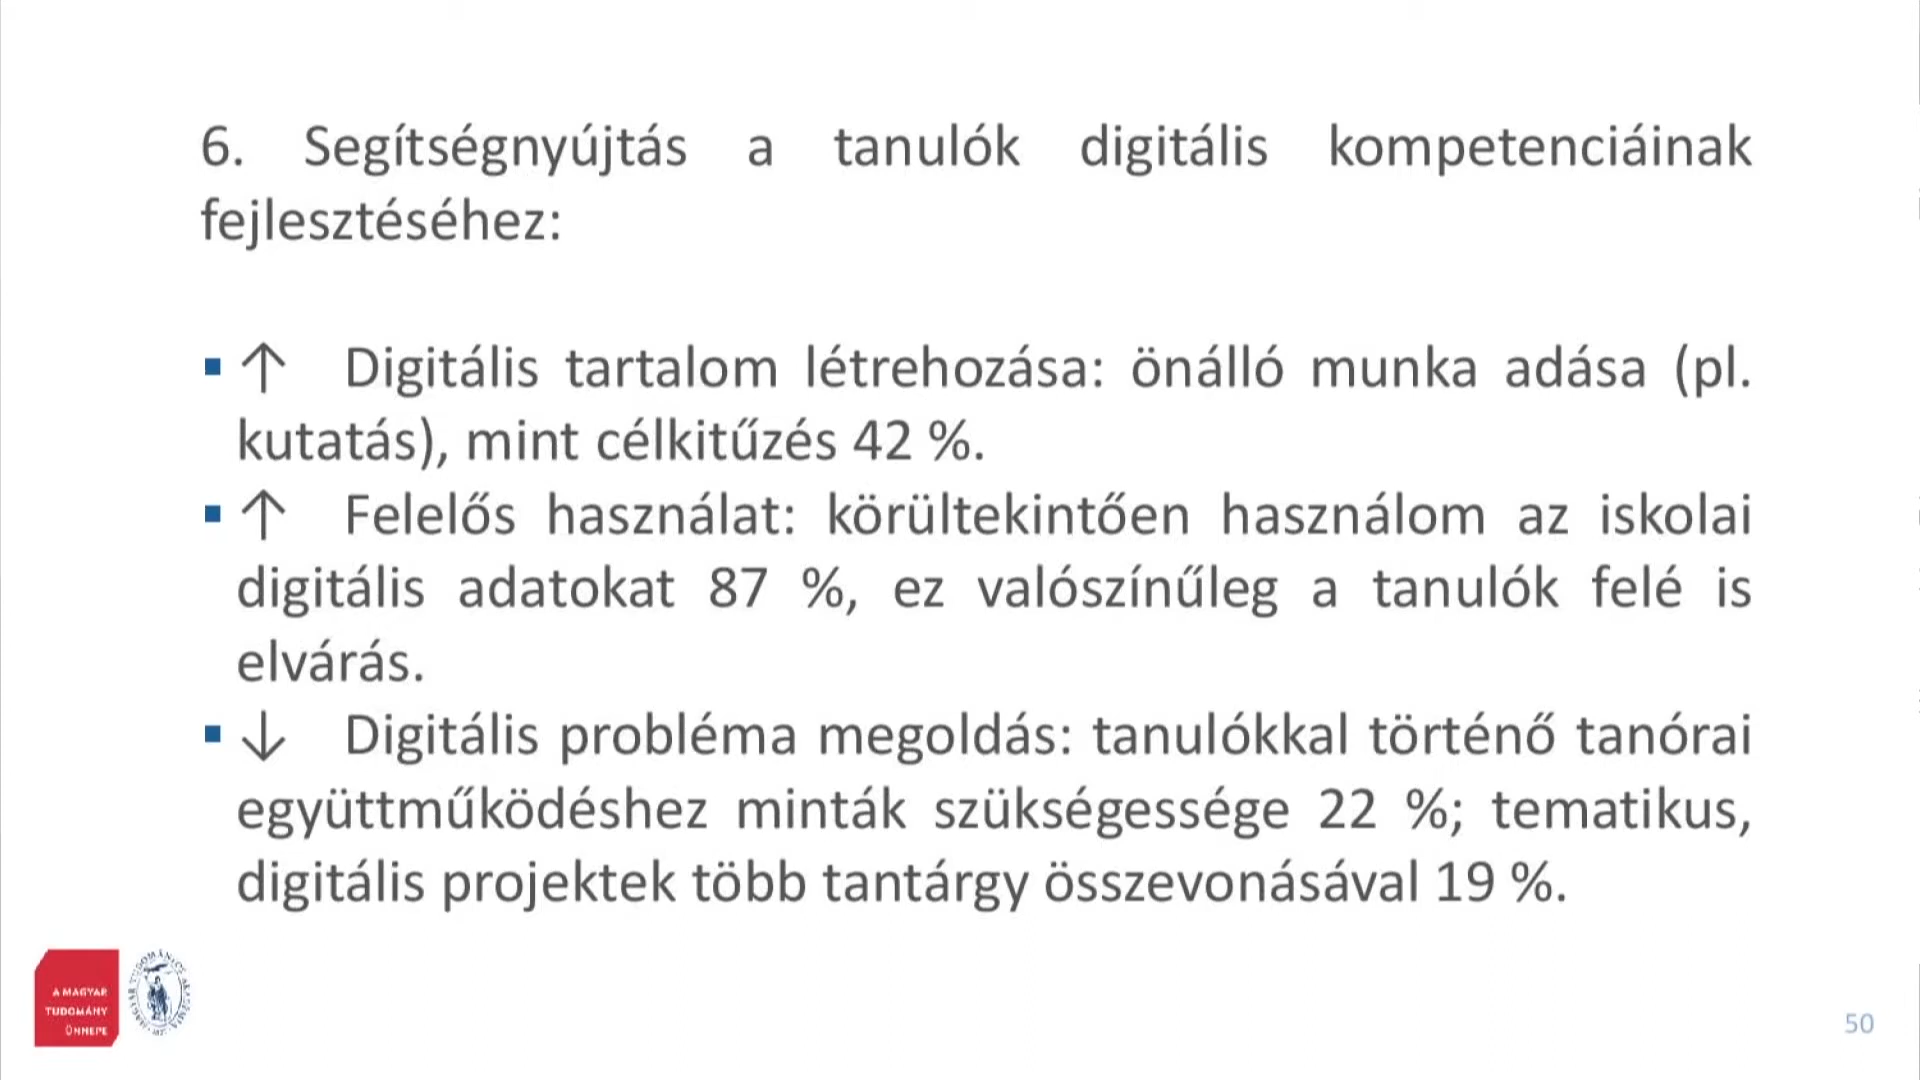 6. Segítségnyújtás a tanulók digitális kompetenciáinak
fejlesztéséhez:
▪ ↑ Digitális tartalom létrehozása: önálló munka adása (pl.
kutatás), mint célkitűzés 42 %.
▪ ↑ Felelős használat: körültekintően használom az iskolai
digitális adatokat 87 %, ez valószínűleg a tanulók felé is
elvárás.
▪ ↓ Digitális probléma megoldás: tanulókkal történő tanórai
együttműködéshez minták szükségessége 22 %; tematikus,
digitális projektek több tantárgy összevonásával 19 %.
A MAGYAR
TUDOMÁNY
ÜNNEPE
50